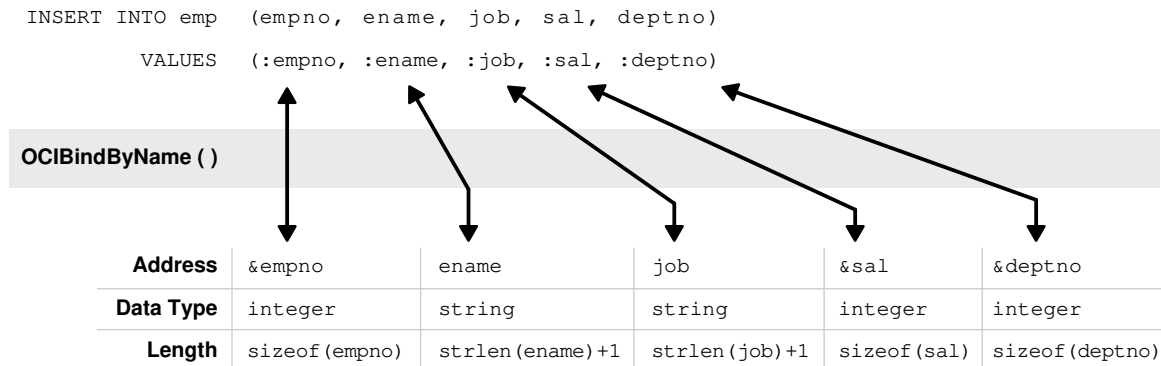 INSERT INTO emp (empno, ename, job, sal, deptno)
VALUES (:empno, :ename, :job, :sal, :deptno)
OCIBindByName ( )
Address &empno ename job &sal &deptno
Data Type integer string string integer integer
Length sizeof(empno) strlen(ename)+1 strlen(job)+1 sizeof(sal) sizeof(deptno)